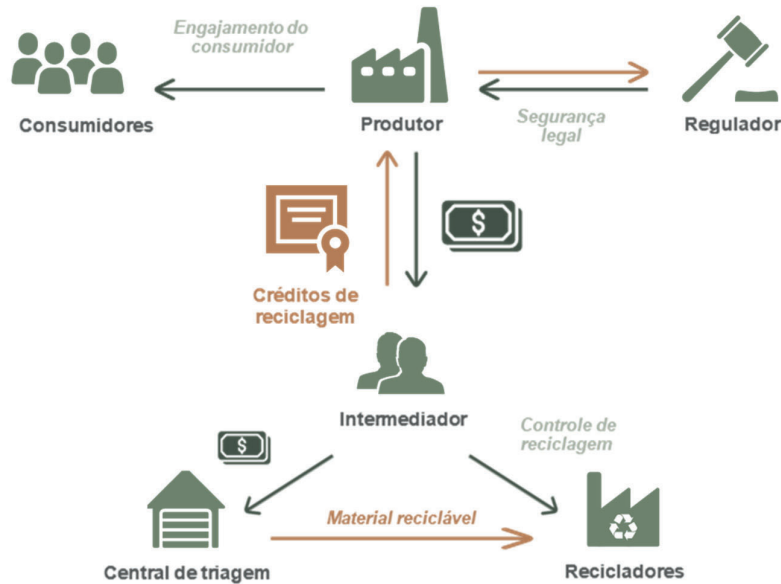 Engajamento do
consumidor
Consumidores
Produtor
Segurança
legal
Regulador
$
Créditos de
reciclagem
Intermediador
$
Controle de
reciclagem
Material reciclável
Central de triagem
Recicladores